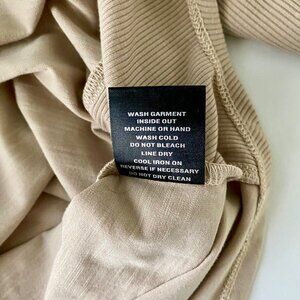 WASH GARMENT
INSIDE OUT
MACHINE OR HAND
WASH COLD
DO NOT BLEACH
LINE DRY
COOL IRON ON
REVERSE IF NECESSARY
DO NOT DRY CLEAN